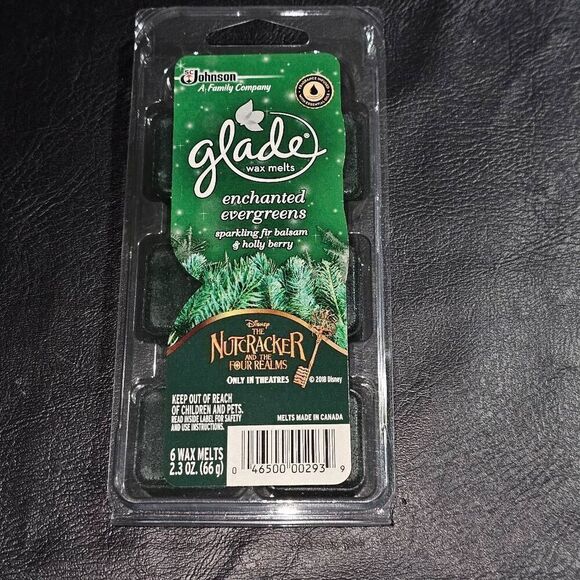 SC Johnson
A Family Company
glade
wax melts
enchanted
evergreens
sparkling fir balsam
& holly berry
Disney
THE
NUTCRACKER
AND THE
FOUR REALMS
ONLY IN THEATRES
© 2018 Disney
KEEP OUT OF REACH
OF CHILDREN AND PETS.
READ INSIDE LABEL FOR SAFETY
AND USE INSTRUCTIONS.
MELTS MADE IN CANADA
6 WAX MELTS
2.3 OZ. (66 g)
0 46500 00293 9